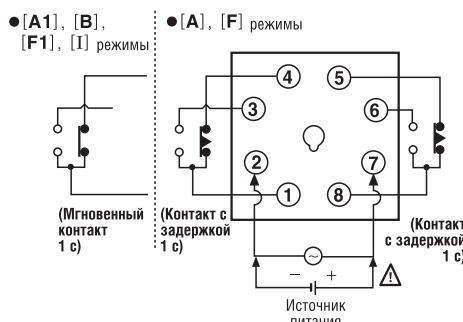 ●[A1], [B],
[F1], [I] режимы
●[A], [F] режимы
4
5
3
6
2
7
1
8
(Мгновенный
контакт
1 с)
(Контакт с
задержкой
1 с)
(Контакт
с задержкой
1 с)
~
− +
Источник
питания